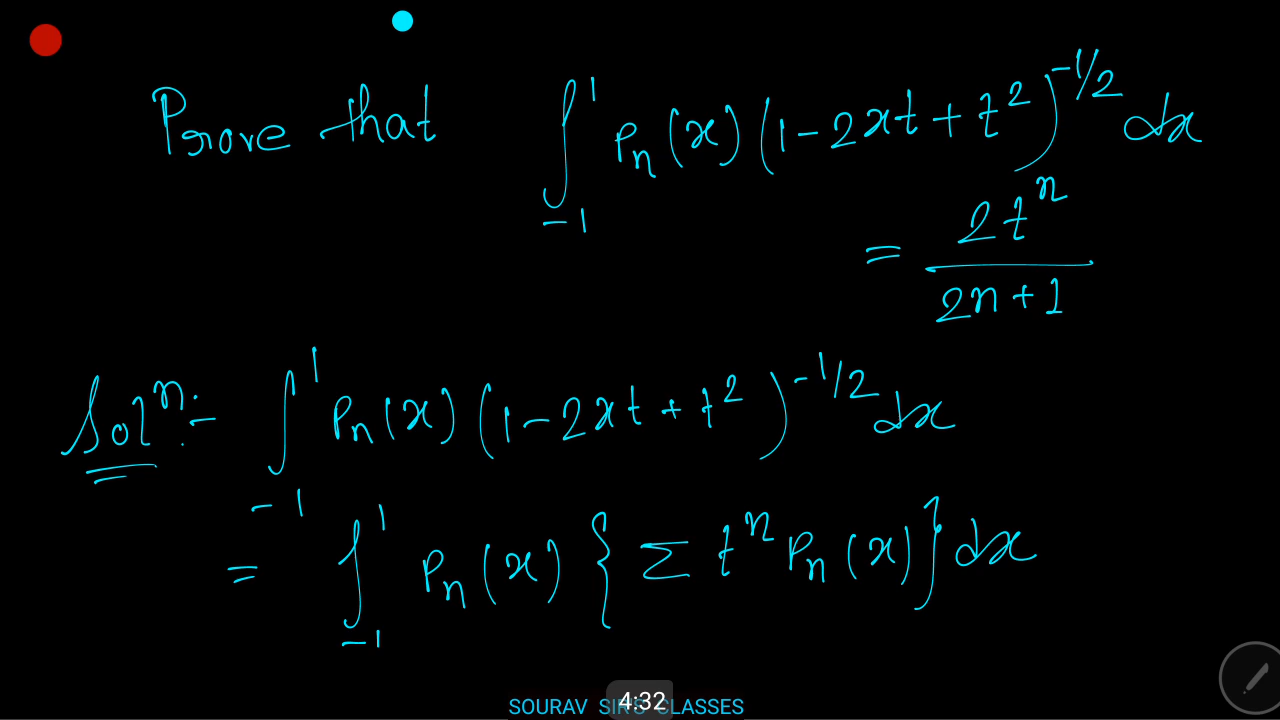 Prove that ∫₋₁¹ Pₙ(x)(1-2xt+t²)^-1/2 dx
= 2tⁿ / 2n+1
Solⁿ:- ∫₋₁¹ Pₙ(x)(1-2xt+t²)^-1/2 dx
= ∫₋₁¹ Pₙ(x){Σ tⁿ Pₙ(x)}dx
SOURAV SIR'S CLASSES
4:32